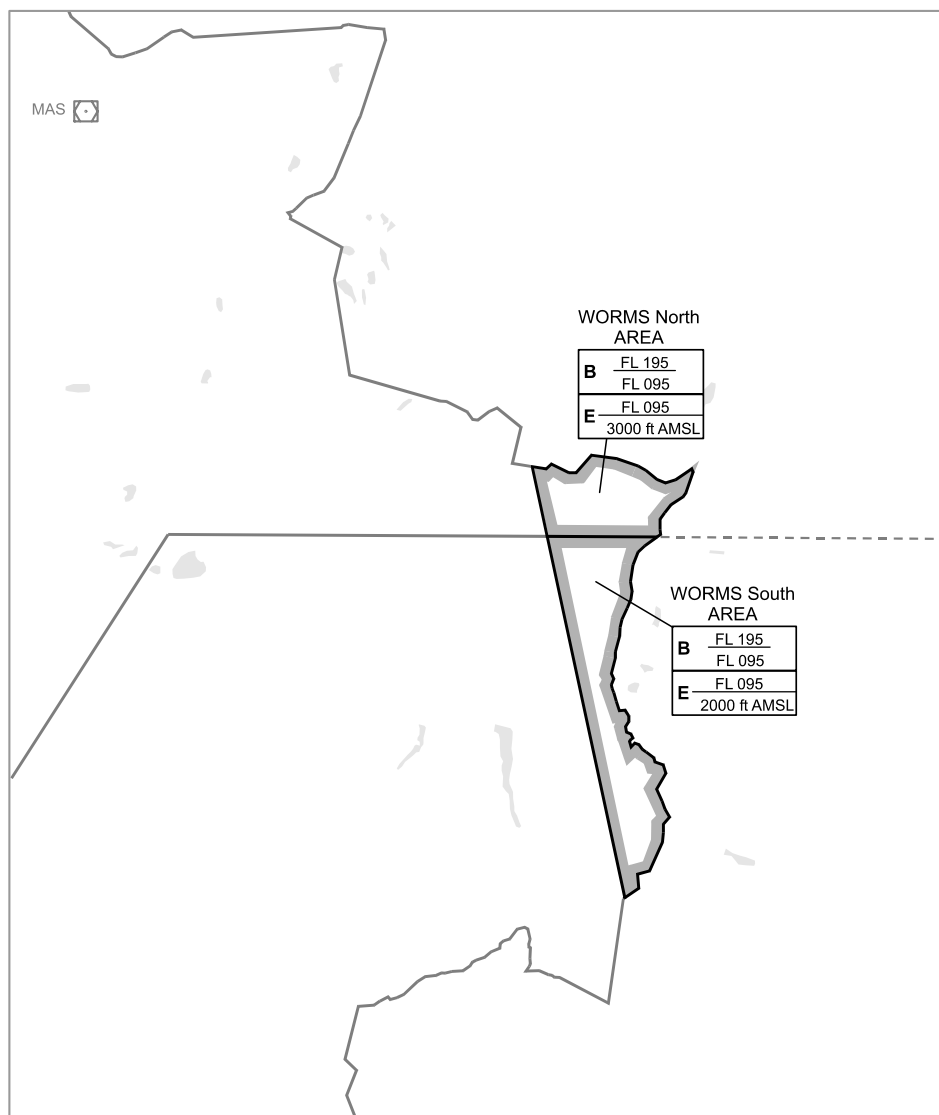 MAS
WORMS North
AREA
B
FL 195
FL 095
E
FL 095
3000 ft AMSL
WORMS South
AREA
B
FL 195
FL 095
E
FL 095
2000 ft AMSL